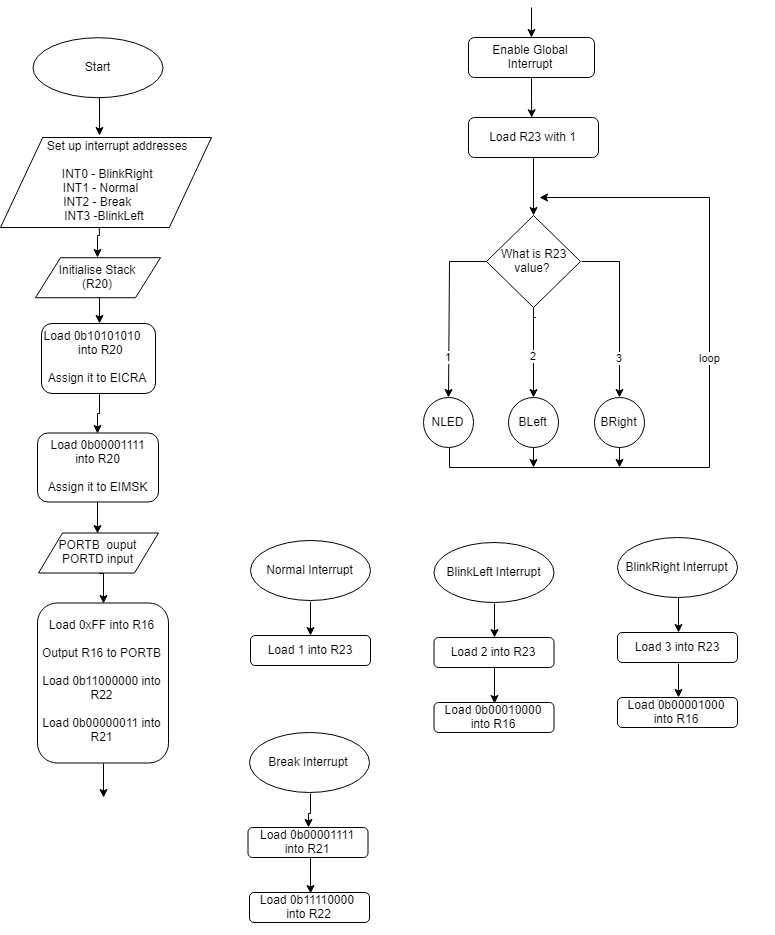 Start
Set up interrupt addresses
INT0 - BlinkRight
INT1 - Normal
INT2 - Break
INT3 -BlinkLeft
Initialise Stack
(R20)
Load 0b10101010
into R20
Assign it to EICRA
Load 0b00001111
into R20
Assign it to EIMSK
PORTB ouput
PORTD input
Load 0xFF into R16
Output R16 to PORTB
Load 0b11000000 into
R22
Load 0b00000011 into
R21
Enable Global
Interrupt
Load R23 with 1
What is R23
value?
1
2
3
loop
NLED
BLeft
BRight
Normal Interrupt
Load 1 into R23
BlinkLeft Interrupt
Load 2 into R23
Load 0b00010000
into R16
BlinkRight Interrupt
Load 3 into R23
Load 0b00001000
into R16
Break Interrupt
Load 0b00001111
into R21
Load 0b11110000
into R22